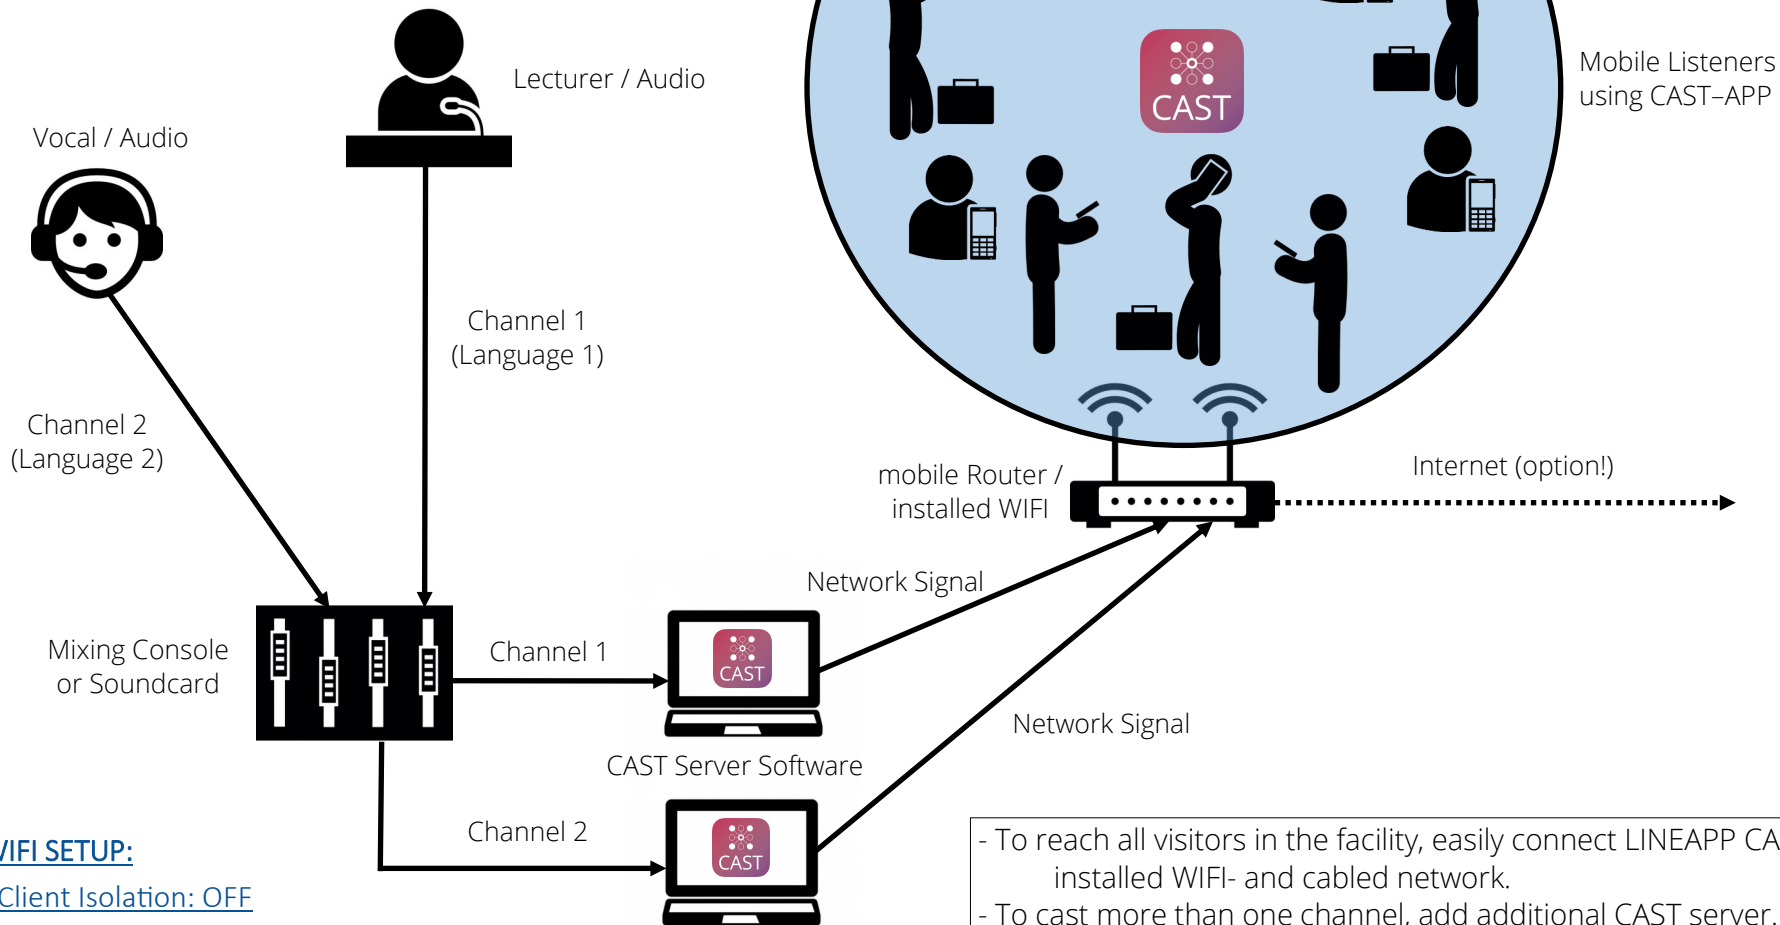 Lecturer / Audio
Mobile Listeners
using CAST–APP
CAST
Vocal / Audio
Channel 1
(Language 1)
Channel 2
(Language 2)
mobile Router /
installed WIFI
Internet (option!)
Network Signal
Mixing Console
or Soundcard
Channel 1
CAST
Network Signal
CAST Server Software
Channel 2
CAST
WIFI SETUP:
Client Isolation: OFF
- To reach all visitors in the facility, easily connect LINEAPP CA
installed WIFI- and cabled network.
- To cast more than one channel, add additional CAST server.